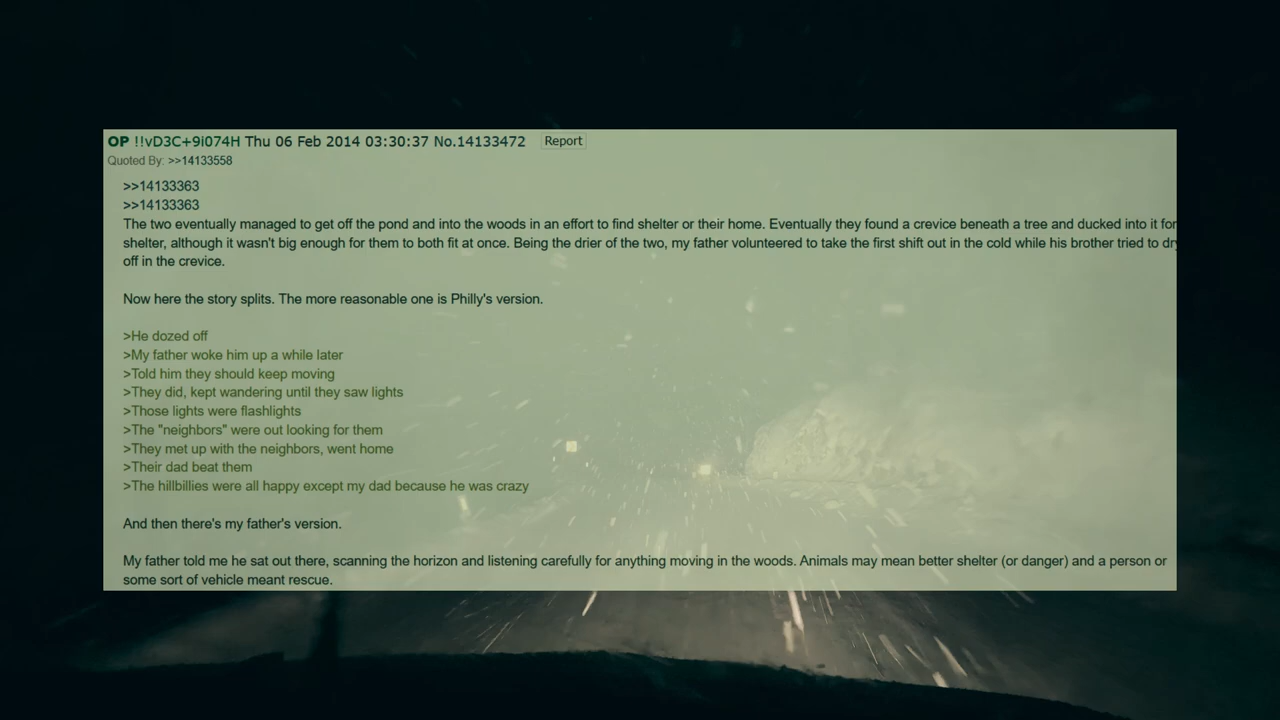 OP !!vD3C+9i074H Thu 06 Feb 2014 03:30:37 No.14133472 Report
Quoted By: >>14133558
>>14133363
>>14133363
The two eventually managed to get off the pond and into the woods in an effort to find shelter or their home. Eventually they found a crevice beneath a tree and ducked into it for
shelter, although it wasn't big enough for them to both fit at once. Being the drier of the two, my father volunteered to take the first shift out in the cold while his brother tried to dry
off in the crevice.
Now here the story splits. The more reasonable one is Philly's version.
>He dozed off
>My father woke him up a while later
>Told him they should keep moving
>They did, kept wandering until they saw lights
>Those lights were flashlights
>The "neighbors" were out looking for them
>They met up with the neighbors, went home
>Their dad beat them
>The hillbillies were all happy except my dad because he was crazy
And then there's my father's version.
My father told me he sat out there, scanning the horizon and listening carefully for anything moving in the woods. Animals may mean better shelter (or danger) and a person or
some sort of vehicle meant rescue.